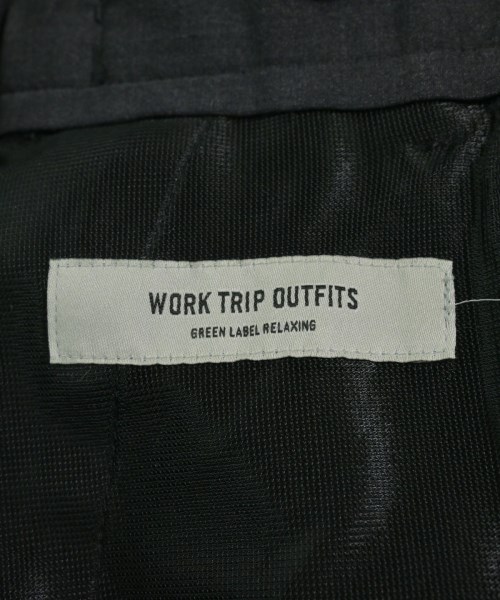 WORK TRIP OUTFITS
GREEN LABEL RELAXING